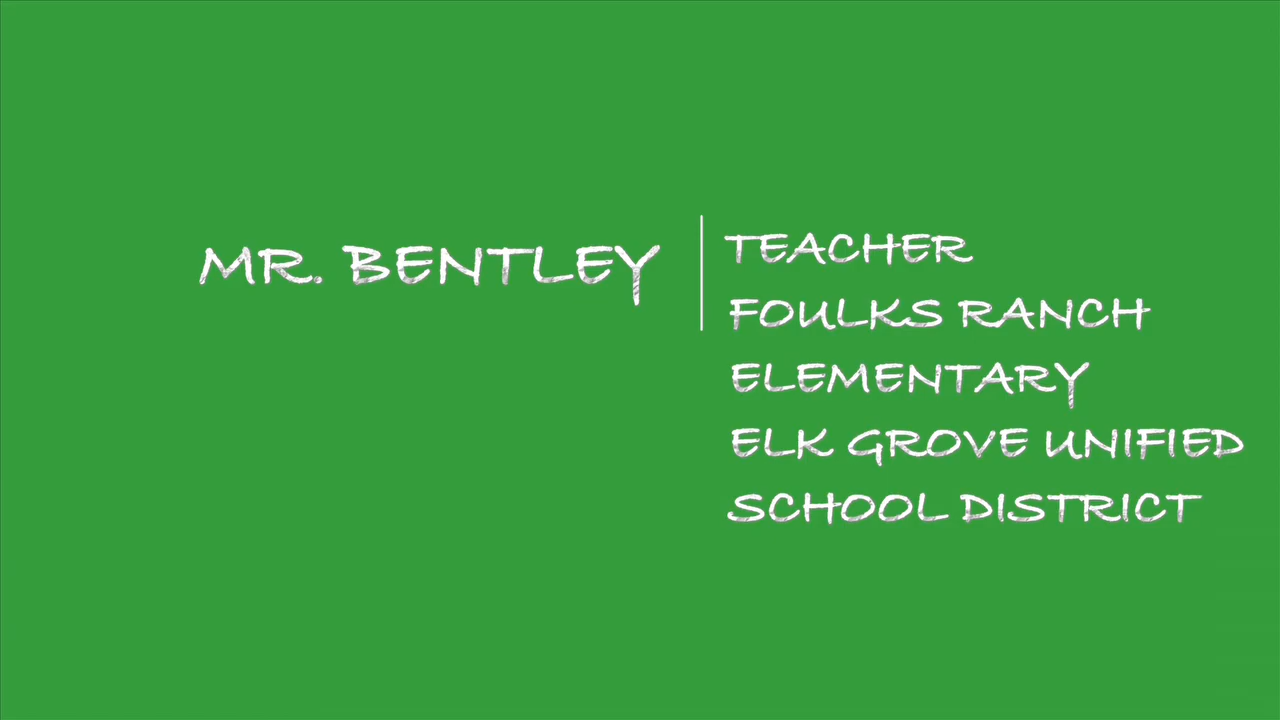 MR. BENTLEY
TEACHER
FOULKS RANCH
ELEMENTARY
ELK GROVE UNIFIED
SCHOOL DISTRICT